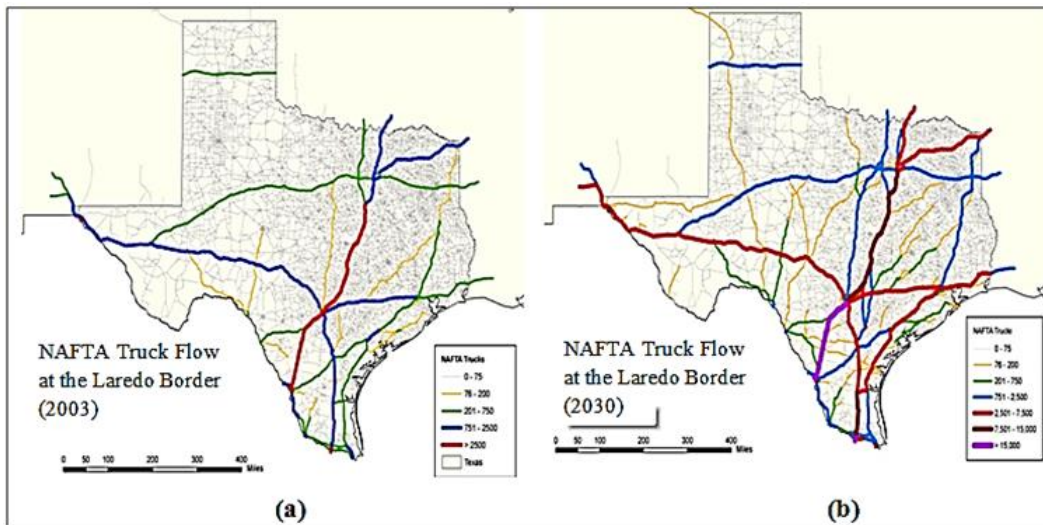 NAFTA Truck Flow
at the Laredo Border
(2003)
0 50 100 200 300 400
Miles
NAFTA Trucks
0 - 75
76 - 200
201 - 750
751 - 2500
> 2500
Texas
(a)
NAFTA Truck Flow
at the Laredo Border
(2030)
0 50 100 200 300 400
Miles
NAFTA Truck
0 - 75
76 - 200
201 - 750
751 - 2,500
2,501 - 7,500
7,501 - 15,000
> 15,000
(b)